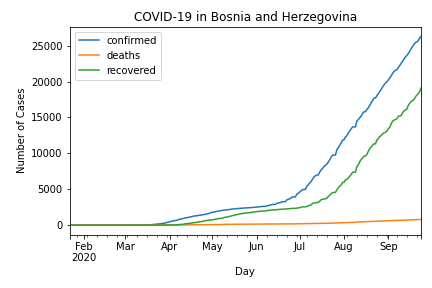 COVID-19 in Bosnia and Herzegovina
confirmed
deaths
recovered
Number of Cases
25000
20000
15000
10000
5000
0
Feb Mar Apr May Jun Jul Aug Sep
2020
Day